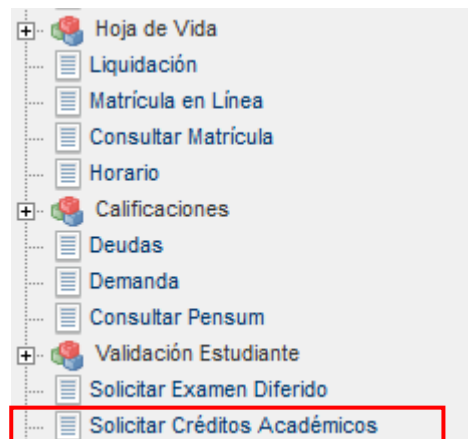 Hoja de Vida
Liquidación
Matrícula en Línea
Consultar Matrícula
Horario
Calificaciones
Deudas
Demanda
Consultar Pensum
Validación Estudiante
Solicitar Examen Diferido
Solicitar Créditos Académicos